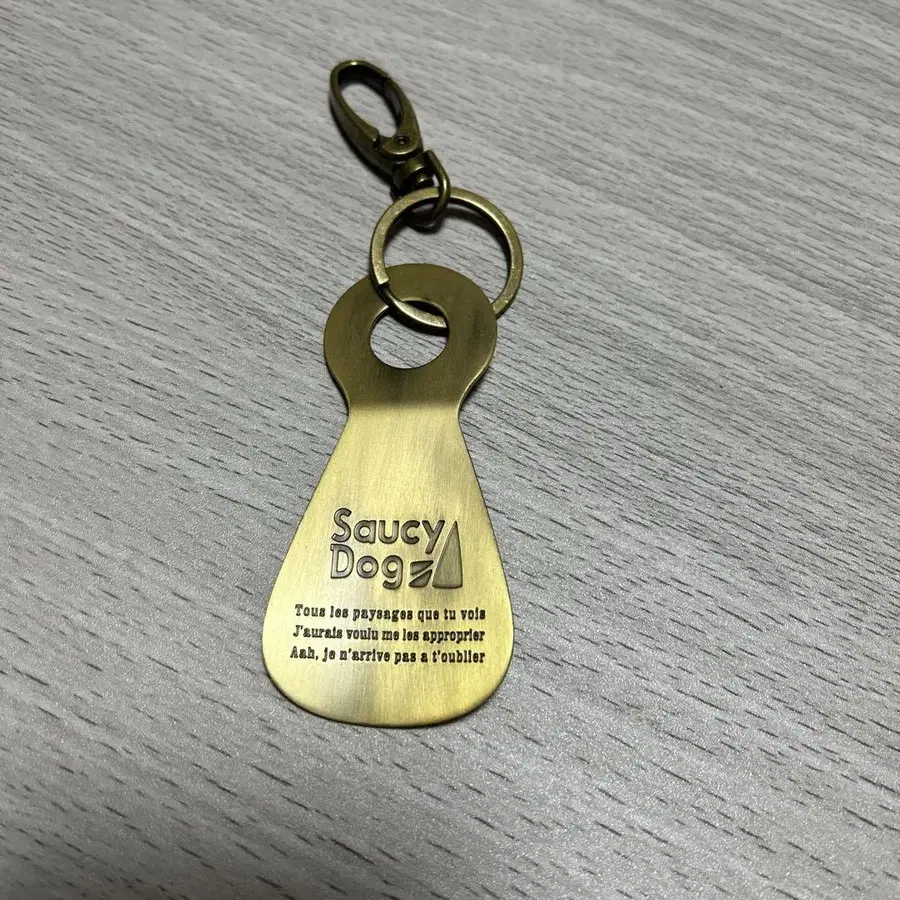 Saucy
Dog
Tous les paysages que tu vois
J'aurais voulu me les approprier
Aah, je n'arrive pas a t'oublier